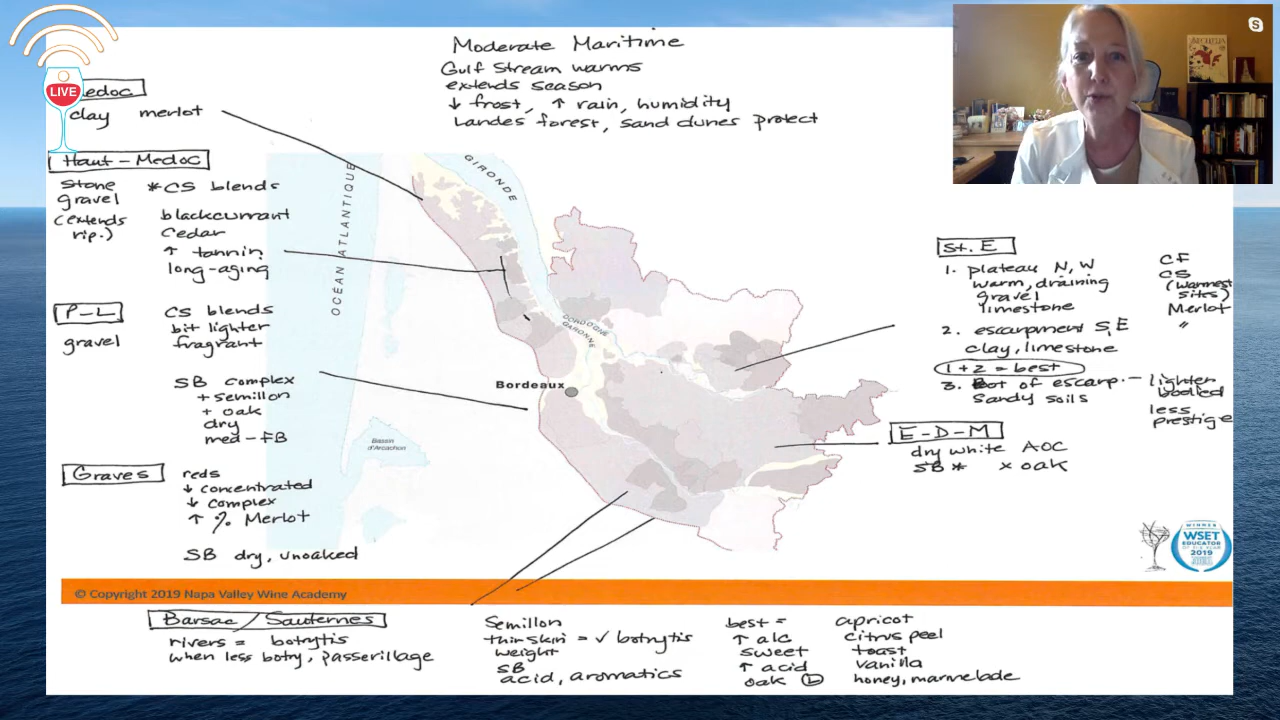 LIVE
Moderate Maritime
Gulf Stream warms
extends season
↓ frost, ↑ rain, humidity
Landes forest, sand dunes protect
Medoc
clay merlot
Haut-Medoc
Stone *CS blends
gravel
(extends rip.)
blackcurrant
Cedar
↑ tannin
long-aging
P-L
gravel
CS blends
bit lighter
fragrant
SB complex
+ semillon
+ oak
dry
med-FB
Graves
reds
↓ concentrated
↓ complex
↑ % Merlot
SB dry, unoaked
OCÉAN ATLANTIQUE
GIRONDE
DORDOGNE
GARONNE
Bordeaux
Bassin
d'Arcachon
St. E
1. plateau N, W
warm, draining
gravel
limestone
CF
CS
(warmest
sites)
Merlot
"
2. escarpment S, E
clay, limestone
1+2 = best
3. foot of escarp. -
Sandy soils
lighter
bodied
less
prestige
E-D-M
dry white AOC
SB * x oak
WINNER
WSET
EDUCATOR
OF THE YEAR
2019
© Copyright 2019 Napa Valley Wine Academy
Barsac / Sauternes
rivers = botrytis
when less botry, passerillage
Semillon
thin skin = ✓ botrytis
weight
SB
acid, aromatics
best =
↑ alc
sweet
↑ acid
oak L
apricot
citrus peel
toast
vanilla
honey, marmelade